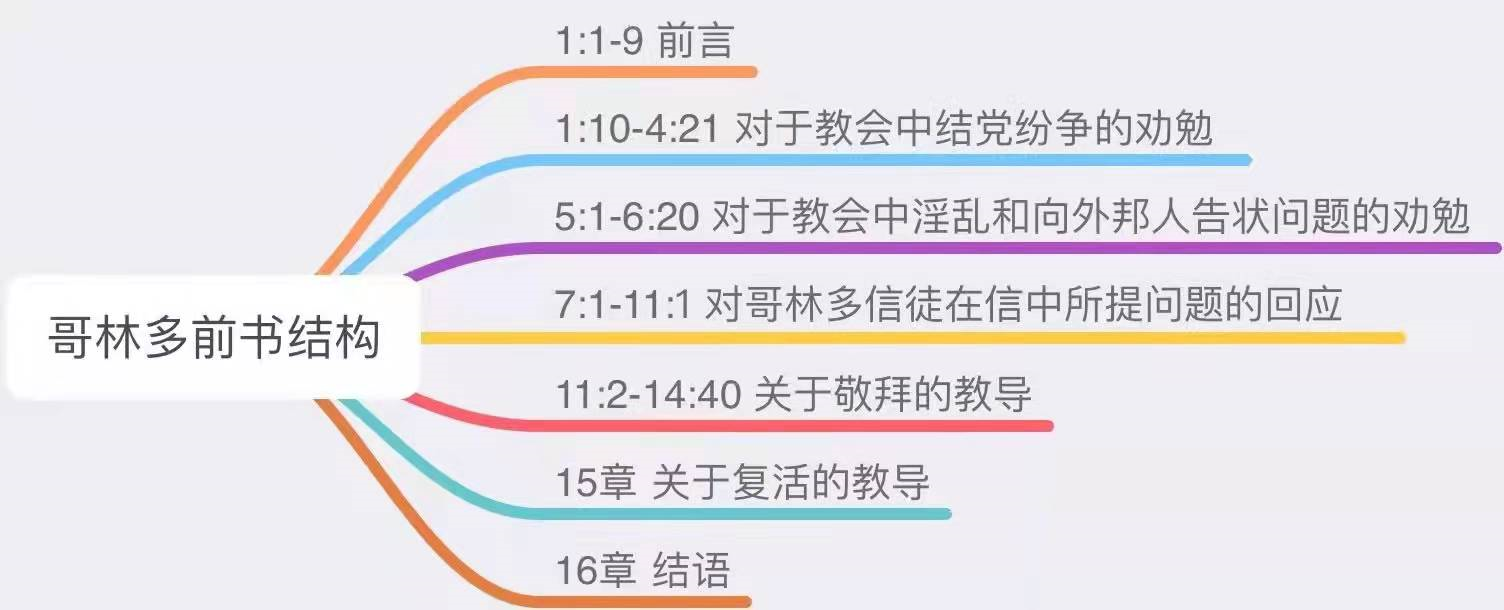 1:1-9 前言
1:10-4:21 对于教会中结党纷争的劝勉
5:1-6:20 对于教会中淫乱和向外邦人告状问题的劝勉
哥林多前书结构
7:1-11:1 对哥林多信徒在信中所提问题的回应
11:2-14:40 关于敬拜的教导
15章 关于复活的教导
16章 结语